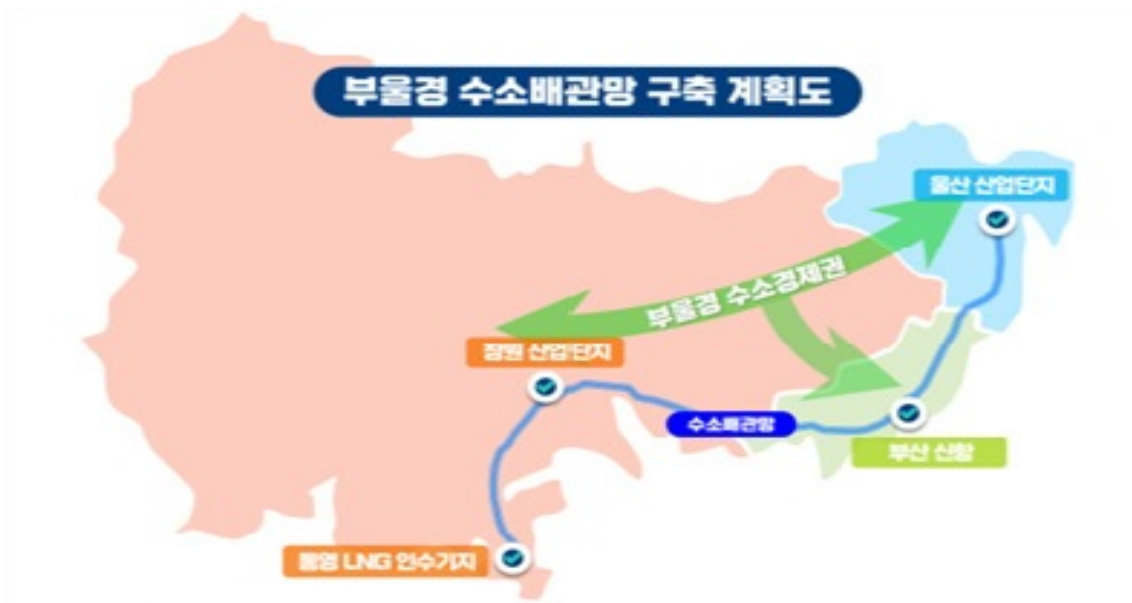 부울경 수소배관망 구축 계획도
울산 산업단지
부울경 수소경제권
창원 산업단지
수소배관망
부산 신항
통영 LNG 인수기지